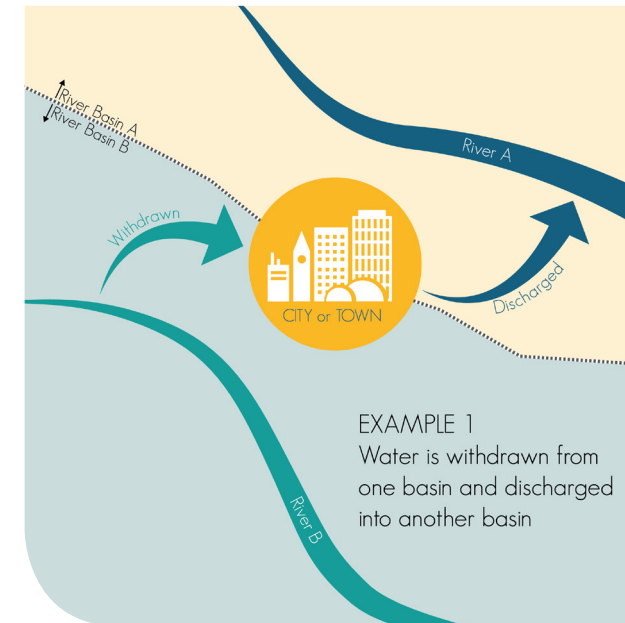 River Basin A
River Basin B
River A
Withdrawn
CITY or TOWN
Discharged
EXAMPLE 1
Water is withdrawn from
one basin and discharged
into another basin
River B